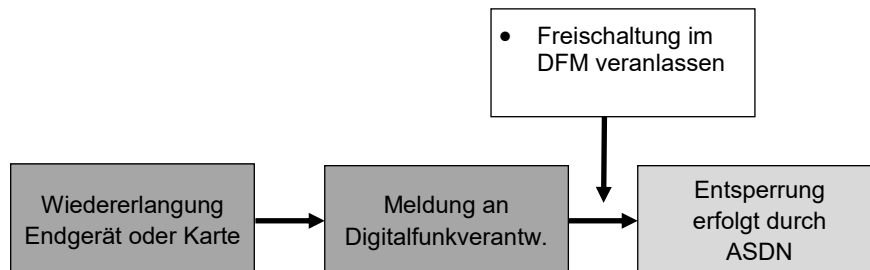 • Freischaltung im
DFM veranlassen
Wiedererlangung
Endgerät oder Karte
Meldung an
Digitalfunkverantw.
Entsperrung
erfolgt durch
ASDN